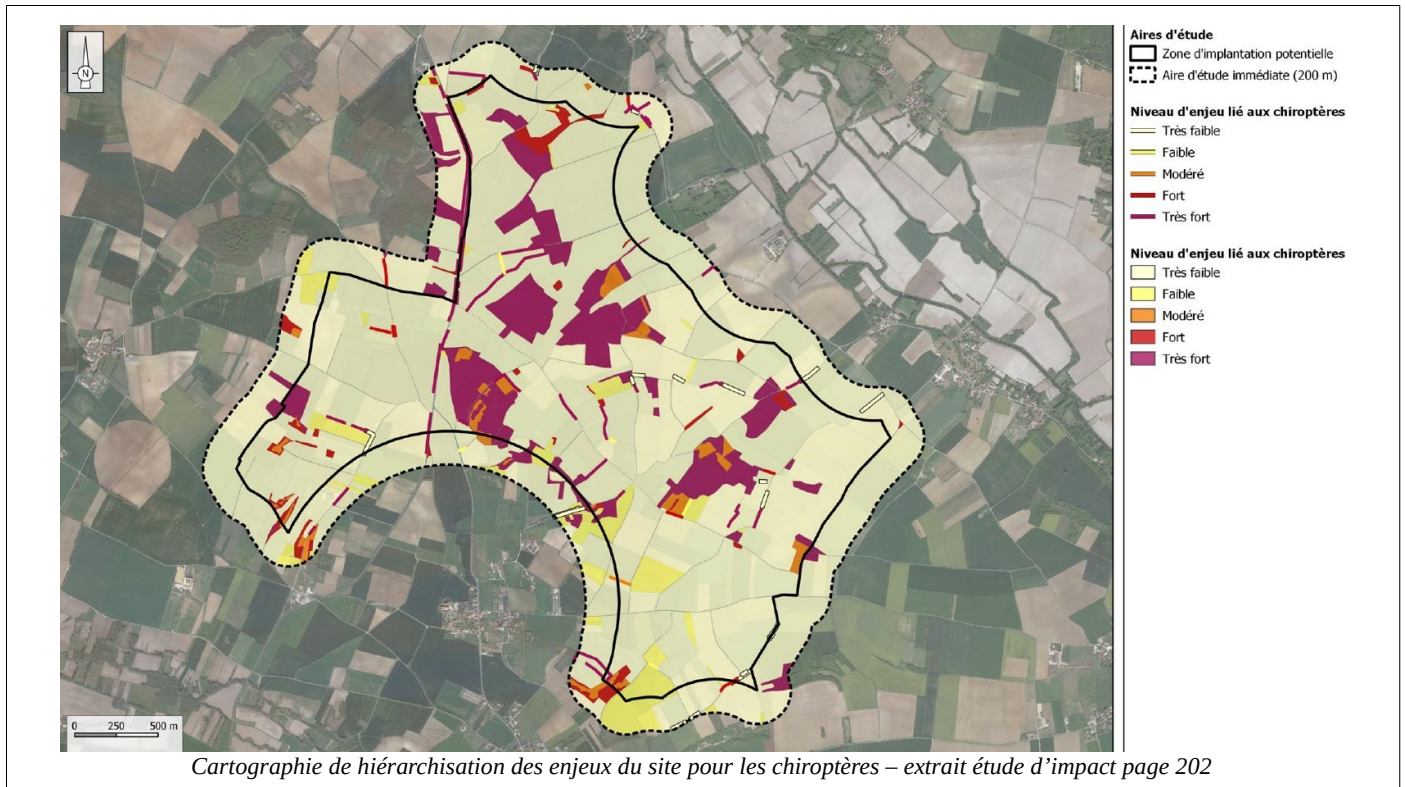 N
Aires d'étude
Zone d'implantation potentielle
Aire d'étude immédiate (200 m)
Niveau d'enjeu lié aux chiroptères
Très faible
Faible
Modéré
Fort
Très fort
Niveau d'enjeu lié aux chiroptères
Très faible
Faible
Modéré
Fort
Très fort
0 250 500 m
Cartographie de hiérarchisation des enjeux du site pour les chiroptères – extrait étude d'impact page 202